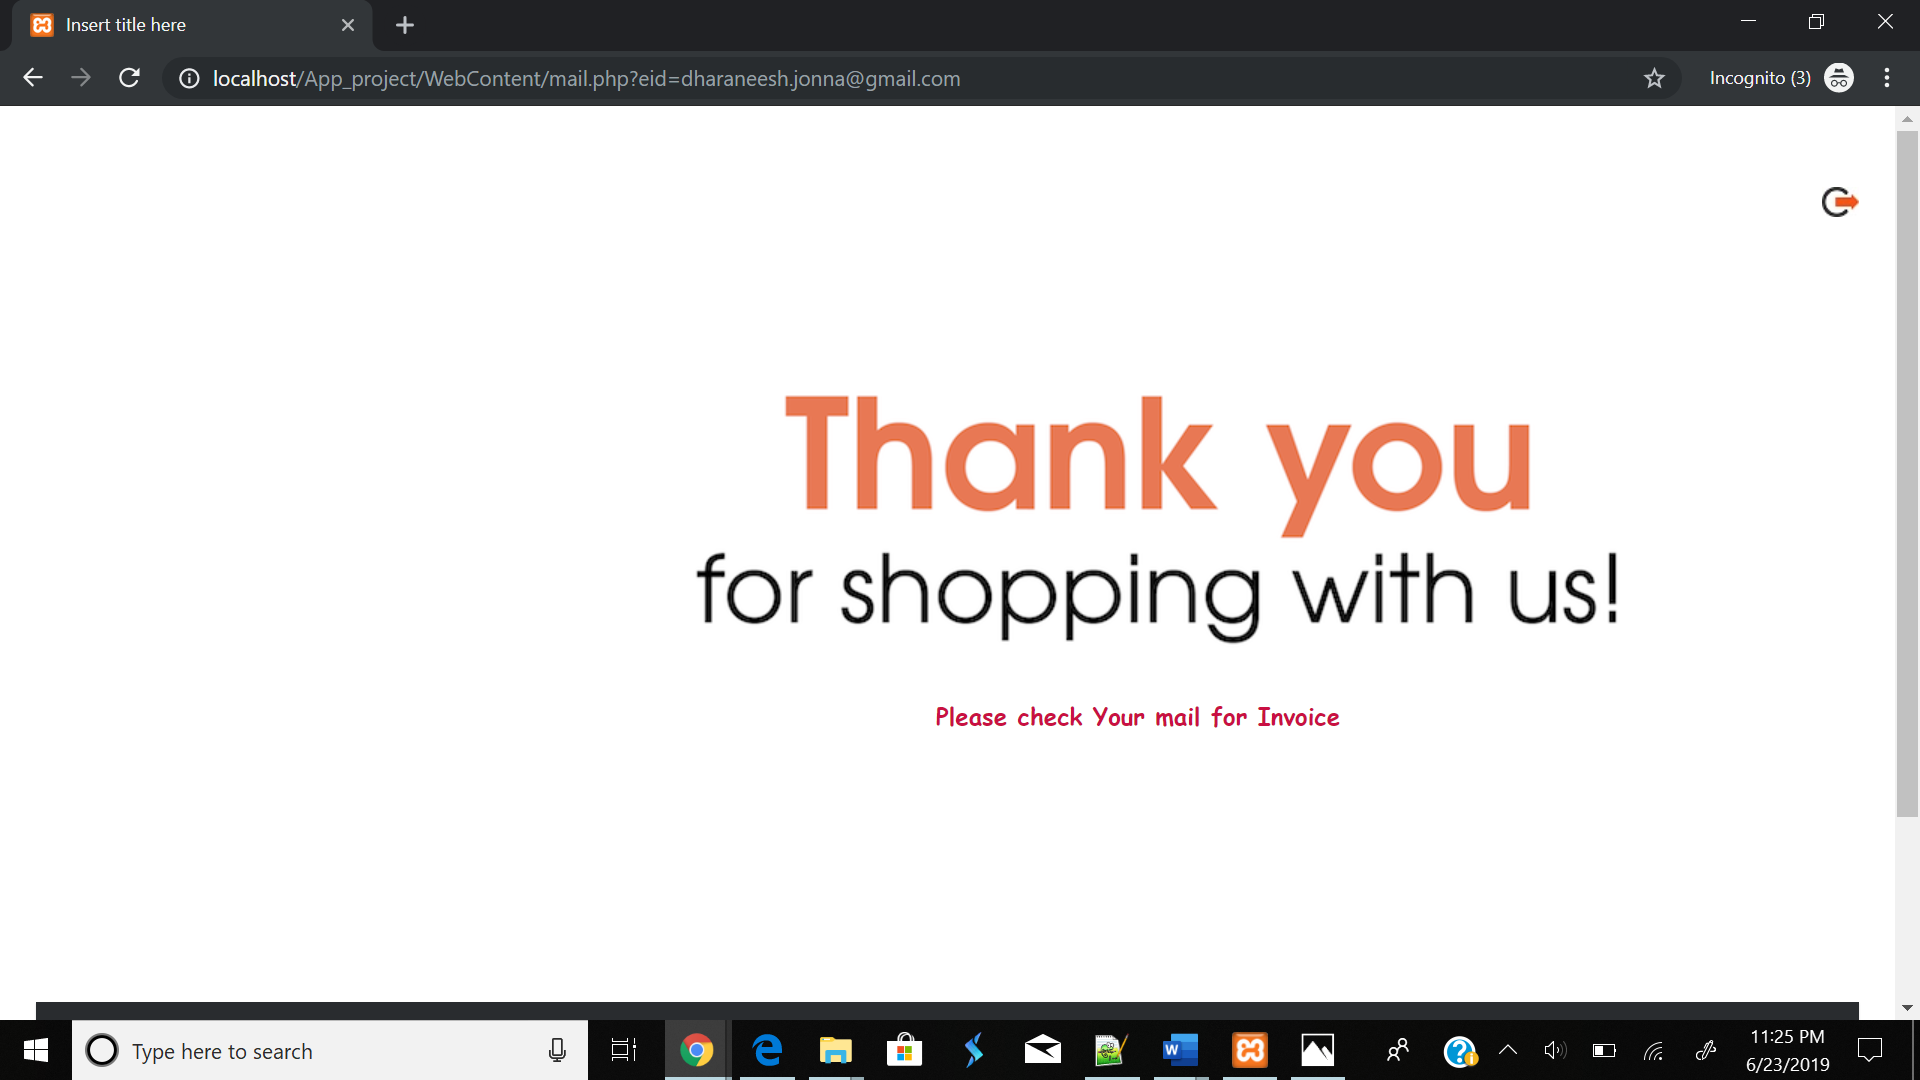 Insert title here
localhost/App_project/WebContent/mail.php?eid=dharaneesh.jonna@gmail.com
Incognito (3)
Thank you
for shopping with us!
Please check Your mail for Invoice
Type here to search
11:25 PM
6/23/2019